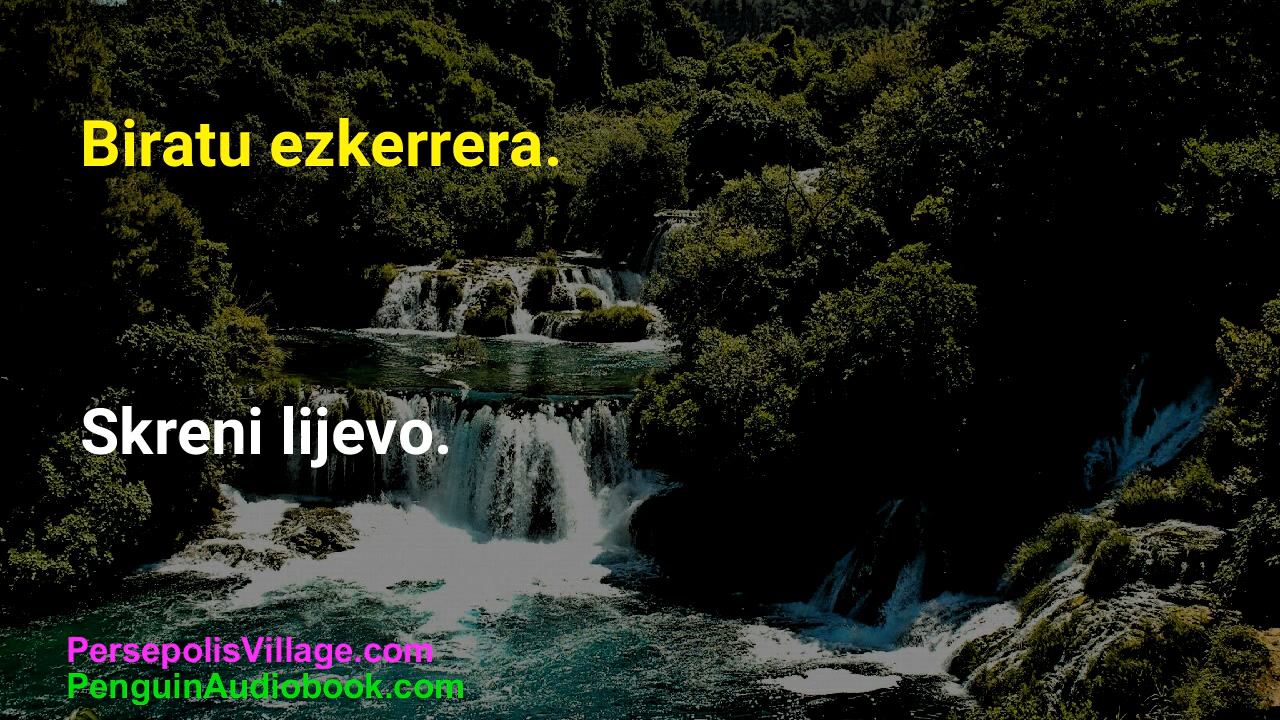 Biratu ezkerrera.
Skreni lijevo.
PersepolisVillage.com
PenguinAudiobook.com